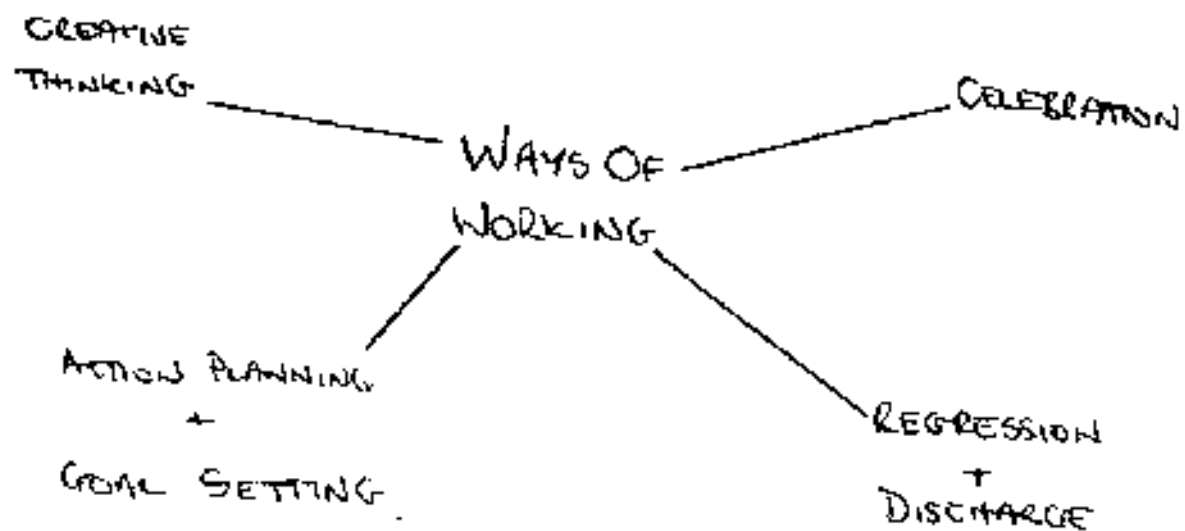 CREATIVE
THINKING
CELEBRATION
WAYS OF
WORKING
ACTION PLANNING
+
GOAL SETTING.
REGRESSION
+
DISCHARGE